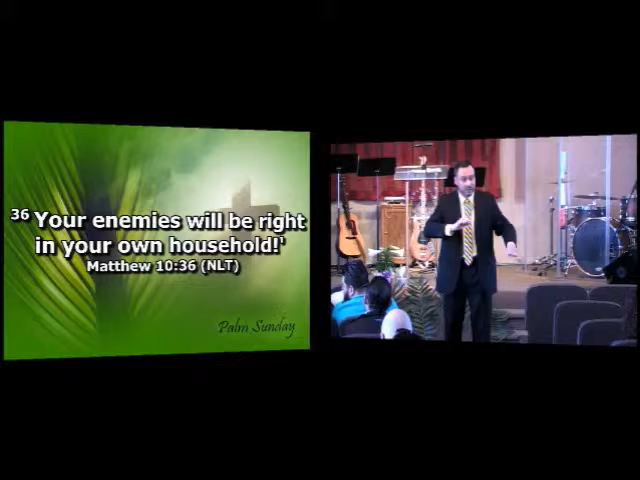 36 Your enemies will be right
in your own household!'
Matthew 10:36 (NLT)
Palm Sunday